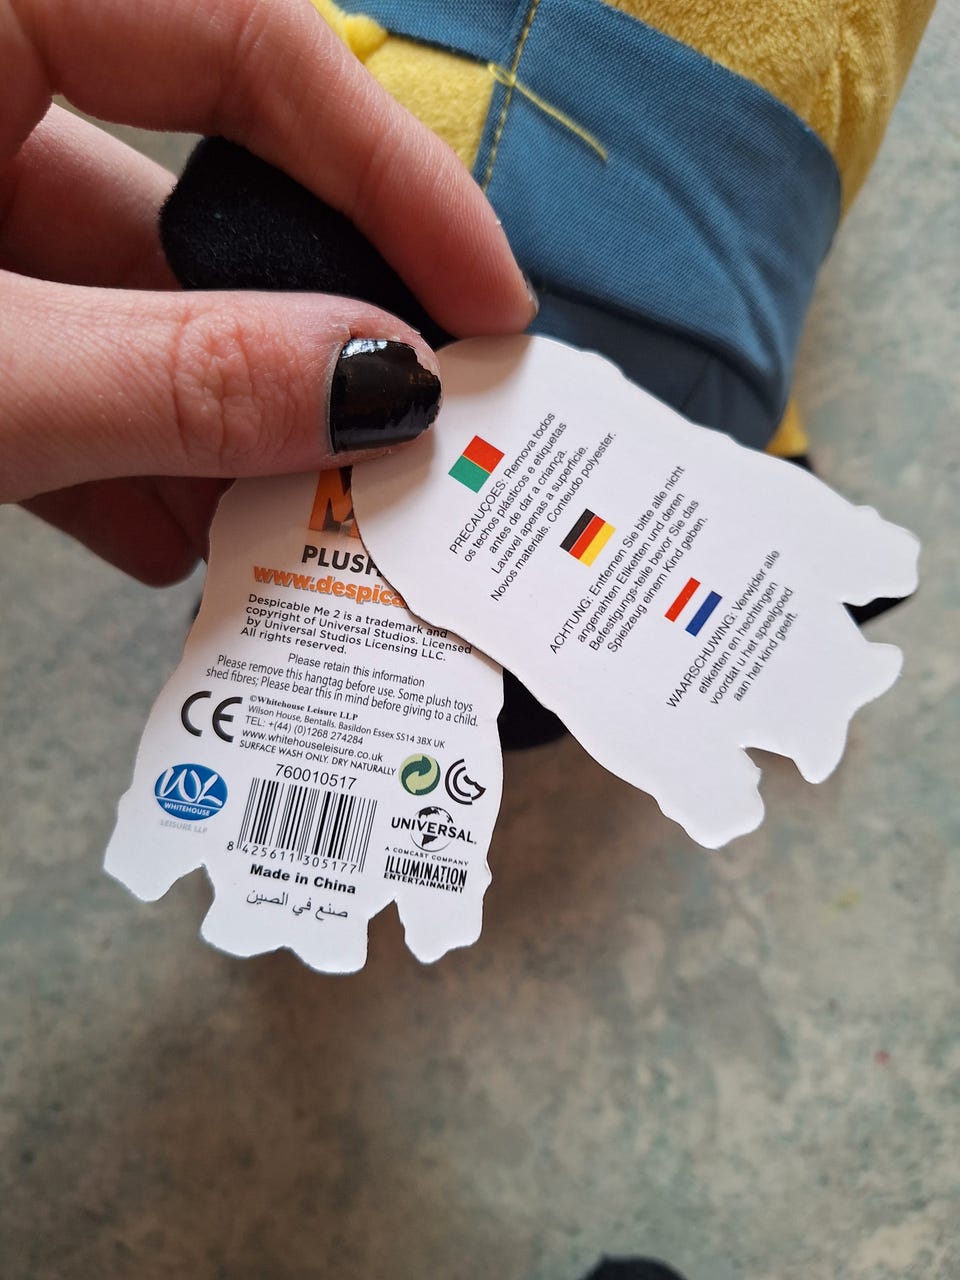 M
PLUSH
www.despica
Despicable Me 2 is a trademark and
copyright of Universal Studios. Licensed
by Universal Studios Licensing LLC.
All rights reserved.
Please retain this information
Please remove this hangtag before use. Some plush toys
shed fibres; Please bear this in mind before giving to a child.
CE
©Whitehouse Leisure LLP
Wilson House, Bentalls. Basildon Essex SS14 3BX UK
TEL: +(44) (0)1268 274284
www.whitehouseleisure.co.uk
SURFACE WASH ONLY. DRY NATURALLY
WL
WHITEHOUSE
LEISURE LLP
760010517
8 425611 305177
Made in China
صنع في الصين
UNIVERSAL
A COMCAST COMPANY
ILLUMINATION
ENTERTAINMENT
PRECAUÇOES: Remova todos
os techos plásticos e etiquetas
antes de dar a criança.
Lavavel apenas a superficie.
Novos materials. Conteudo polyester.
ACHTUNG: Entfernen Sie bitte alle nicht
angenahten Etiketten und deren
Befestigungs-teile bevor Sie das
Spielzeug einem Kind geben.
WAARSCHUWING: Verwider alle
etiketten en hechtingen
voordat u het speelgoed
aan het kind geeft.